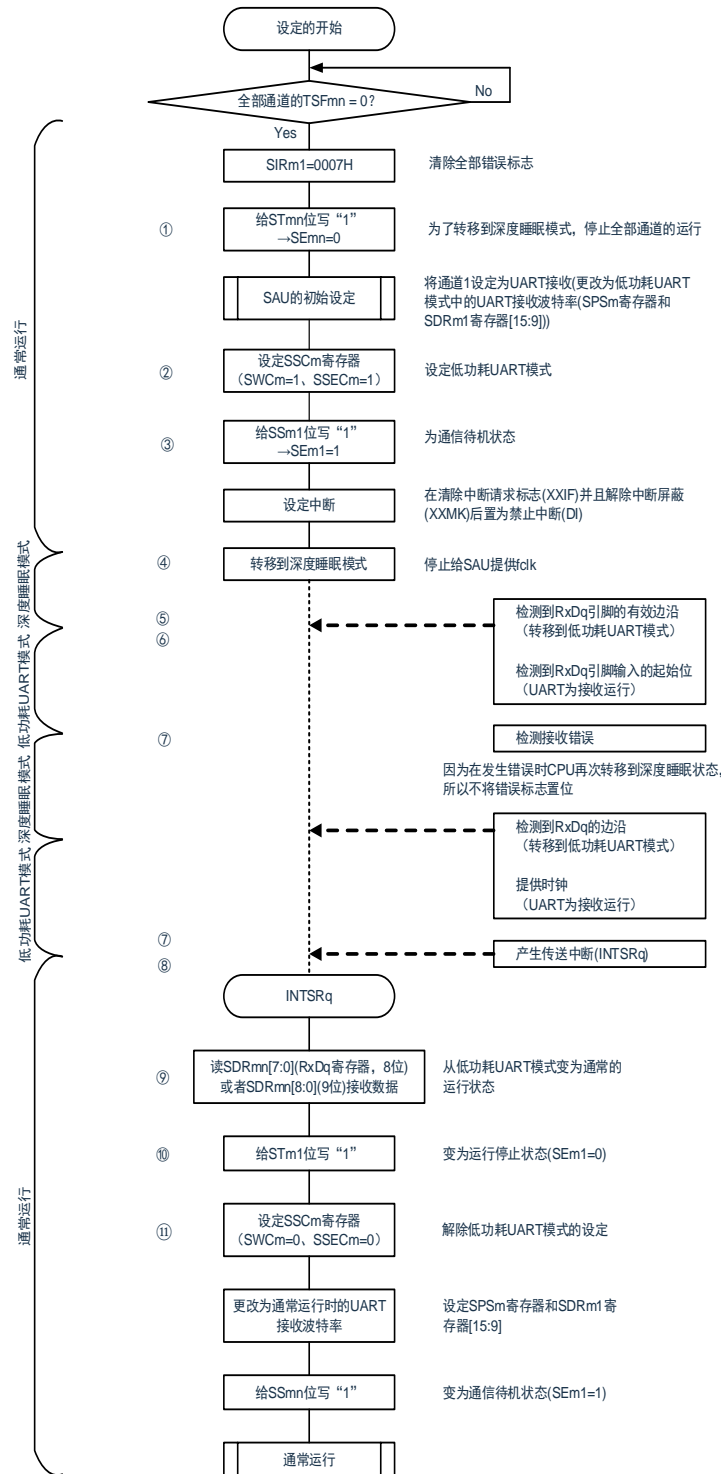 设定的开始
No
全部通道的TSFmn = 0?
Yes
SIRm1=0007H
清除全部错误标志
①
给STmn位写“1”
→SEmn=0
为了转移到深度睡眠模式，停止全部通道的运行
SAU的初始设定
将通道1设定为UART接收(更改为低功耗UART
模式中的UART接收波特率(SPSm寄存器和
SDRm1寄存器[15:9]))
通常运行
②
设定SSCm寄存器
（SWCm=1、SSECm=1）
设定低功耗UART模式
③
给SSm1位写“1”
→SEm1=1
为通信待机状态
设定中断
在清除中断请求标志(XXIF)并且解除中断屏蔽
(XXMK)后置为禁止中断(DI)
④
转移到深度睡眠模式
停止给SAU提供fclk
深度睡眠模式
⑤
⑥
检测到RxDq引脚的有效边沿
（转移到低功耗UART模式）
检测到RxDq引脚输入的起始位
（UART为接收运行）
低功耗UART模式
⑦
检测接收错误
因为在发生错误时CPU再次转移到深度睡眠状态，
所以不将错误标志置位
深度睡眠模式
检测到RxDq的边沿
（转移到低功耗UART模式）
提供时钟
（UART为接收运行）
低功耗UART模式
⑦
⑧
产生传送中断(INTSRq)
INTSRq
⑨
读SDRmn[7:0](RxDq寄存器，8位)
或者SDRmn[8:0](9位)接收数据
从低功耗UART模式变为通常的
运行状态
⑩
给STm1位写“1”
变为运行停止状态(SEm1=0)
通常运行
⑪
设定SSCm寄存器
（SWCm=0、SSECm=0）
解除低功耗UART模式的设定
更改为通常运行时的UART
接收波特率
设定SPSm寄存器和SDRm1寄
存器[15:9]
给SSmn位写“1”
变为通信待机状态(SEm1=1)
通常运行